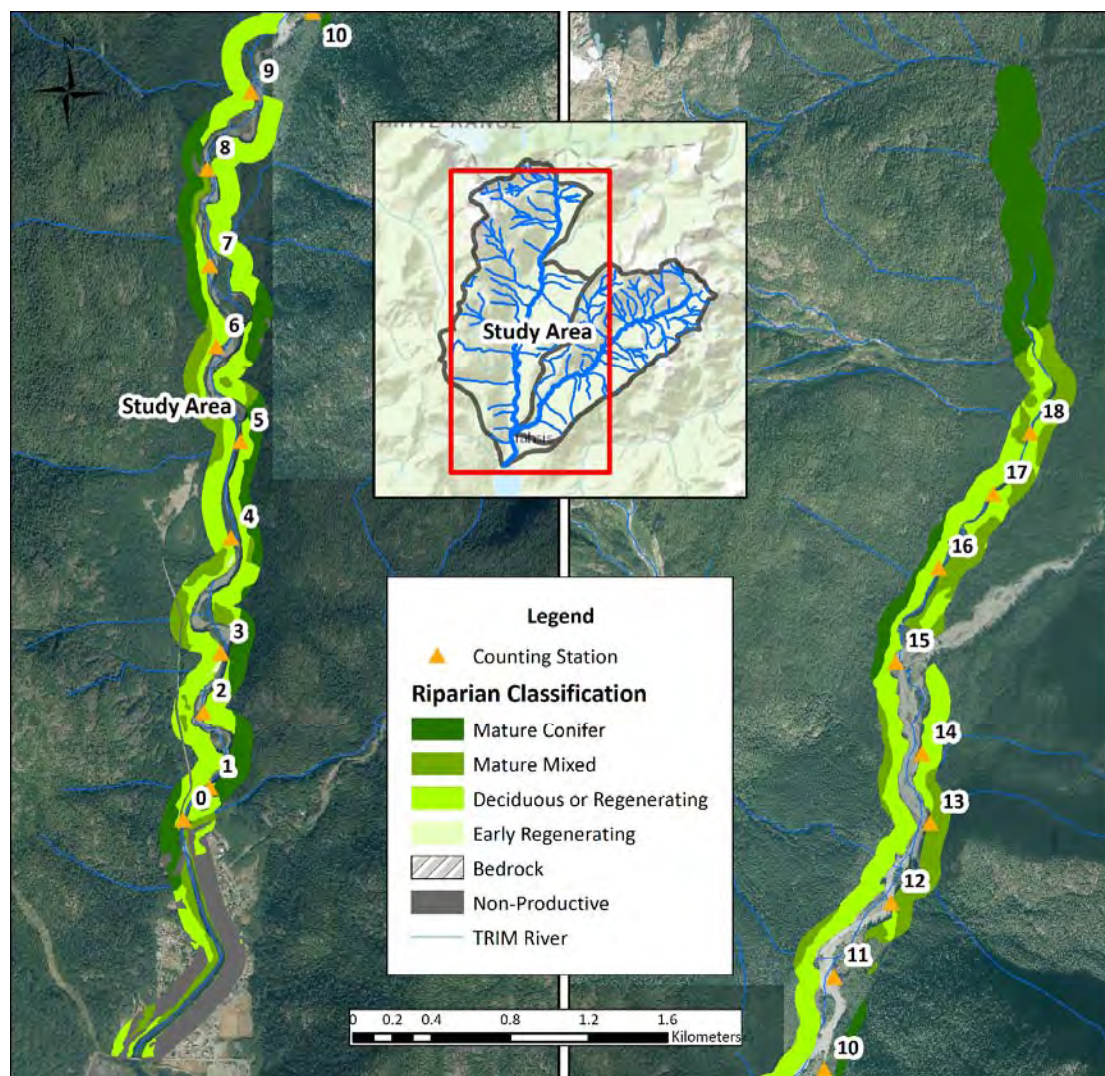 N
10
9
8
7
6
Study Area
5
4
3
2
1
0
Study Area
Tahsis
18
17
16
15
14
13
12
11
10
Legend
Counting Station
Riparian Classification
Mature Conifer
Mature Mixed
Deciduous or Regenerating
Early Regenerating
Bedrock
Non-Productive
TRIM River
0 0.2 0.4 0.8 1.2 1.6
Kilometers